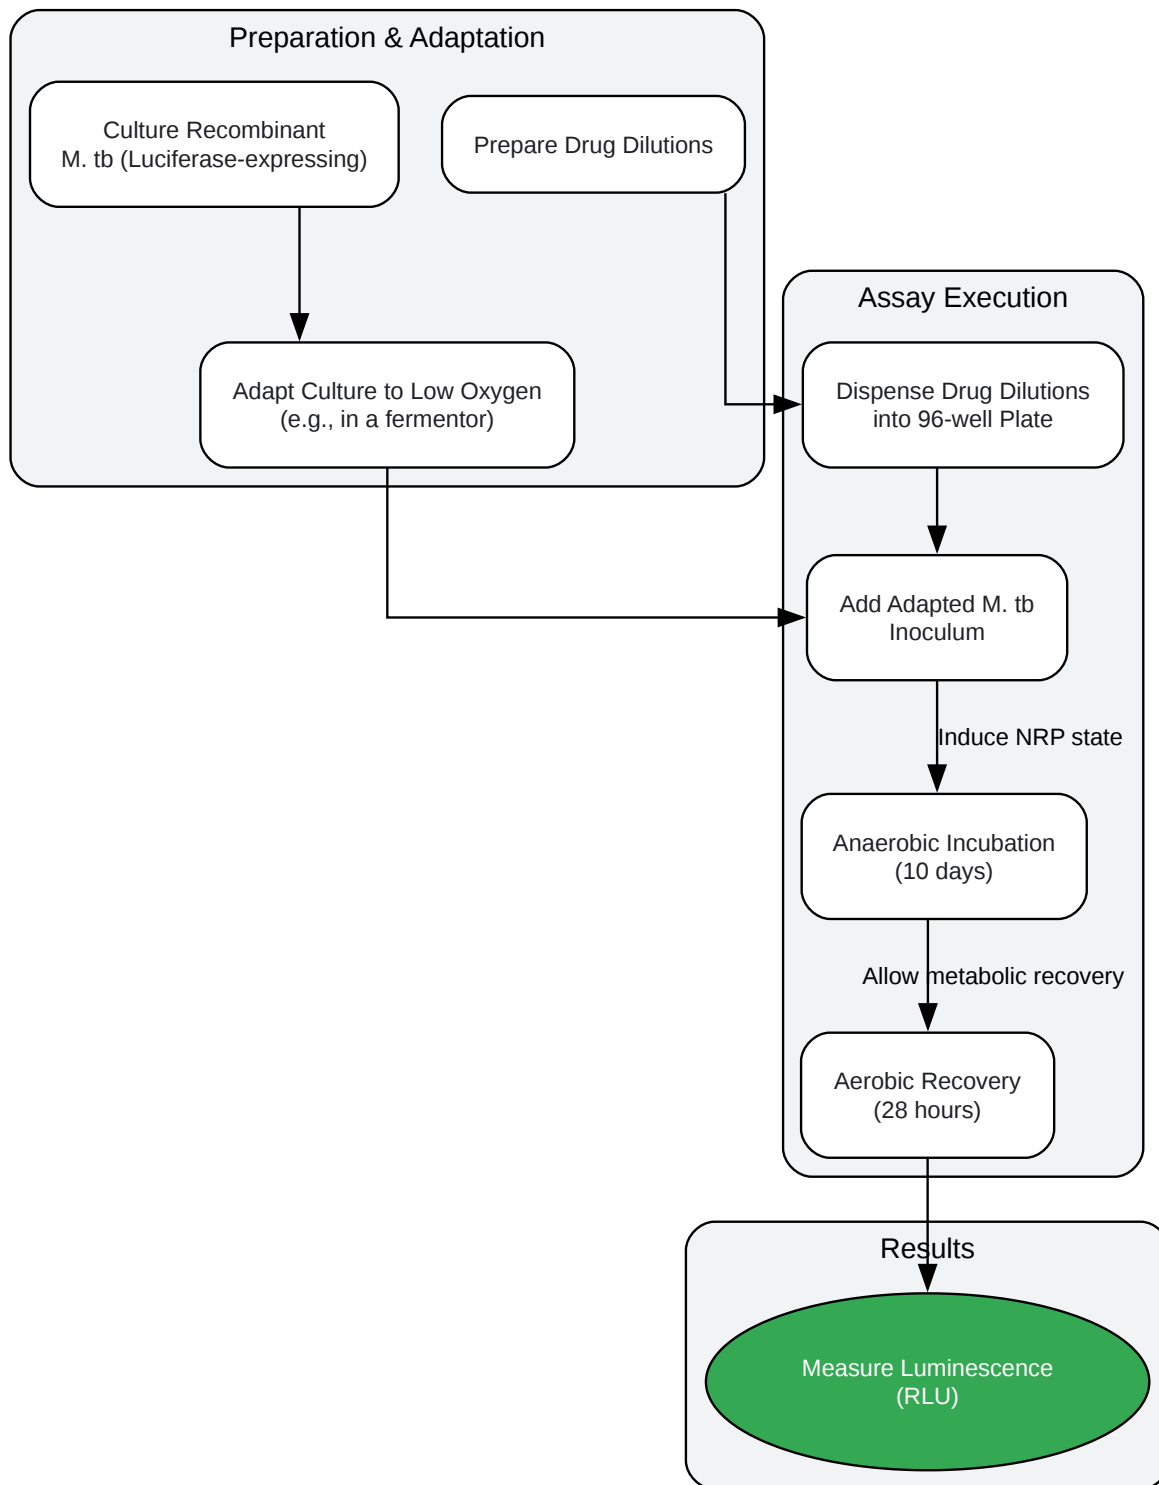 Preparation & Adaptation
Culture Recombinant
M. tb (Luciferase-expressing)
Prepare Drug Dilutions
Adapt Culture to Low Oxygen
(e.g., in a fermentor)
Assay Execution
Dispense Drug Dilutions
into 96-well Plate
Add Adapted M. tb
Inoculum
Induce NRP state
Anaerobic Incubation
(10 days)
Allow metabolic recovery
Aerobic Recovery
(28 hours)
Results
Measure Luminescence
(RLU)